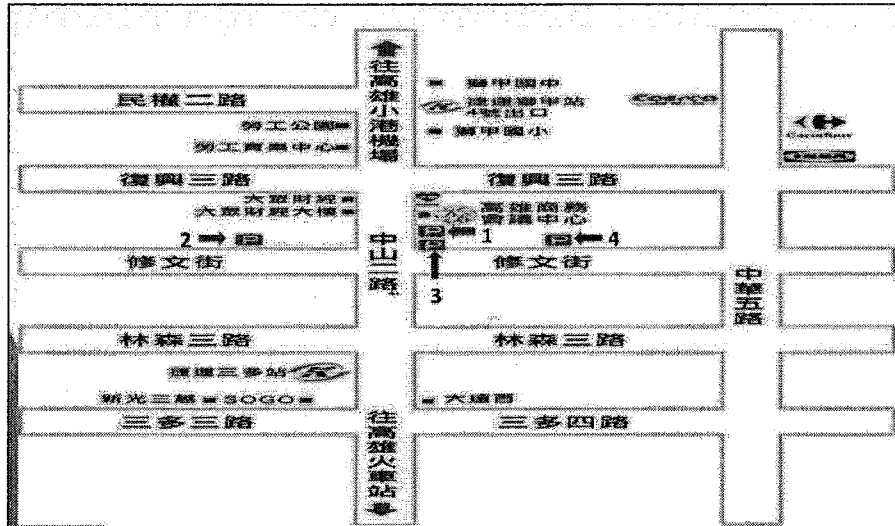 往高雄小港機場
民權二路
獅甲國中
捷運獅甲站
4號出口
Costco
勞工公園
獅甲國小
勞工育樂中心
Carrefour
復興三路
復興三路
大眾財經
大眾財經大樓
高雄商務
會議中心
2
1
4
中山二路
修文街
修文街
3
中華五路
林森三路
林森三路
捷運三多站
新光三越
SOGO
大遠百
三多三路
三多四路
往高雄火車站